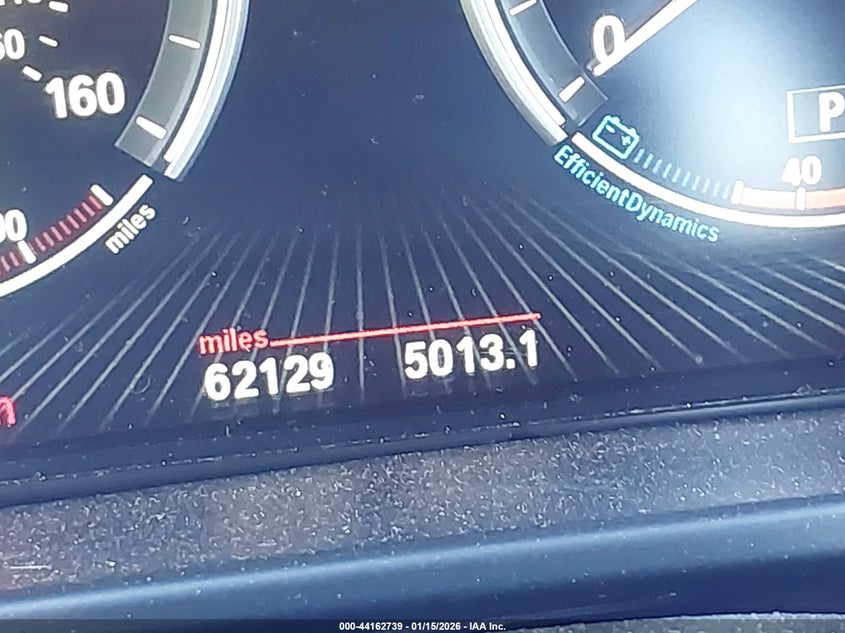 160
0
P
40
EfficientDynamics
miles
miles
62129 5013.1
000-44162739 - 01/15/2026 - IAA Inc.